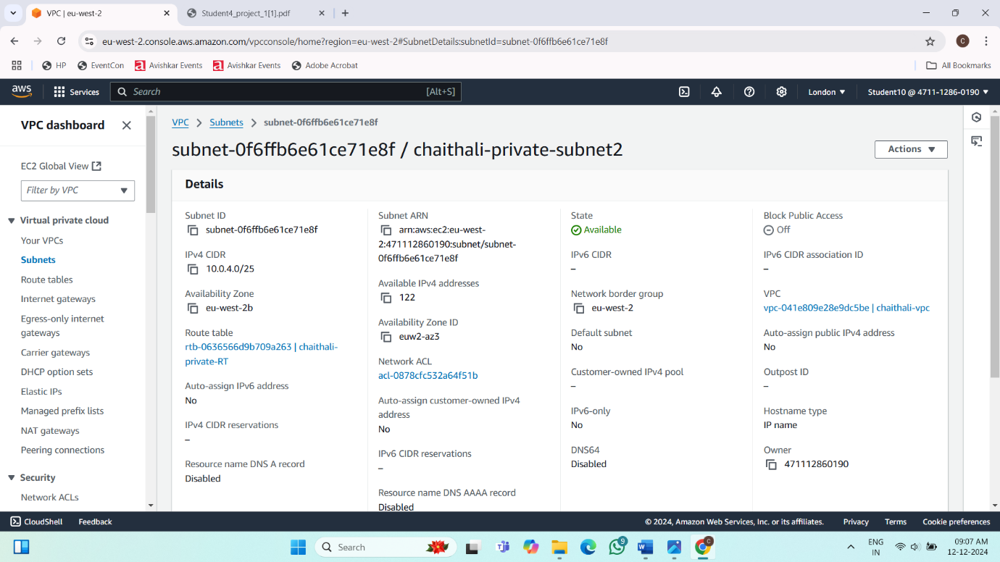 VPC | eu-west-2
Student4_project_1[1].pdf
eu-west-2.console.aws.amazon.com/vpcconsole/home?region=eu-west-2#SubnetDetails:subnetId=subnet-0f6ffb6e61ce71e8f
C
HP
EventCon
Avishkar Events
Avishkar Events
Adobe Acrobat
All Bookmarks
aws
Services
Search
[Alt+S]
London
Student10 @ 4711-1286-0190
VPC dashboard
EC2 Global View
Filter by VPC
Virtual private cloud
Your VPCs
Subnets
Route tables
Internet gateways
Egress-only internet
gateways
Carrier gateways
DHCP option sets
Elastic IPs
Managed prefix lists
NAT gateways
Peering connections
Security
Network ACLs
VPC
Subnets
subnet-0f6ffb6e61ce71e8f
subnet-0f6ffb6e61ce71e8f / chaithali-private-subnet2
Actions
Details
Subnet ID
subnet-0f6ffb6e61ce71e8f
IPv4 CIDR
10.0.4.0/25
Availability Zone
eu-west-2b
Route table
rtb-0636566d9b709a263 | chaithali-
private-RT
Auto-assign IPv6 address
No
IPv4 CIDR reservations
–
Resource name DNS A record
Disabled
Subnet ARN
arn:aws:ec2:eu-west-
2:471112860190:subnet/subnet-
0f6ffb6e61ce71e8f
Available IPv4 addresses
122
Availability Zone ID
euw2-az3
Network ACL
acl-0878cfc532a64f51b
Auto-assign customer-owned IPv4
address
No
IPv6 CIDR reservations
–
Resource name DNS AAAA record
Disabled
State
Available
IPv6 CIDR
–
Network border group
eu-west-2
Default subnet
No
Customer-owned IPv4 pool
–
IPv6-only
No
DNS64
Disabled
Block Public Access
Off
IPv6 CIDR association ID
–
VPC
vpc-041e809e28e9dc5be | chaithali-vpc
Auto-assign public IPv4 address
No
Outpost ID
–
Hostname type
IP name
Owner
471112860190
CloudShell
Feedback
© 2024, Amazon Web Services, Inc. or its affiliates.
Privacy
Terms
Cookie preferences
Search
9
C
ENG
IN
09:07 AM
12-12-2024